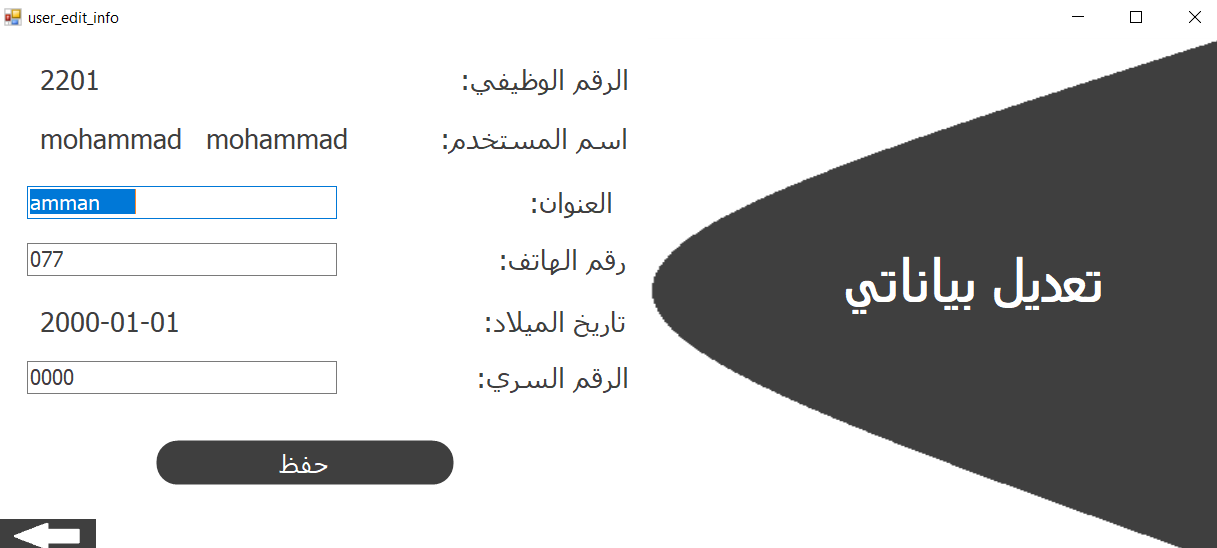 user_edit_info
الرقم الوظيفي: 2201
اسم المستخدم: mohammad mohammad
العنوان: amman
رقم الهاتف: 077
تاريخ الميلاد: 2000-01-01
الرقم السري: 0000
حفظ
تعديل بياناتي